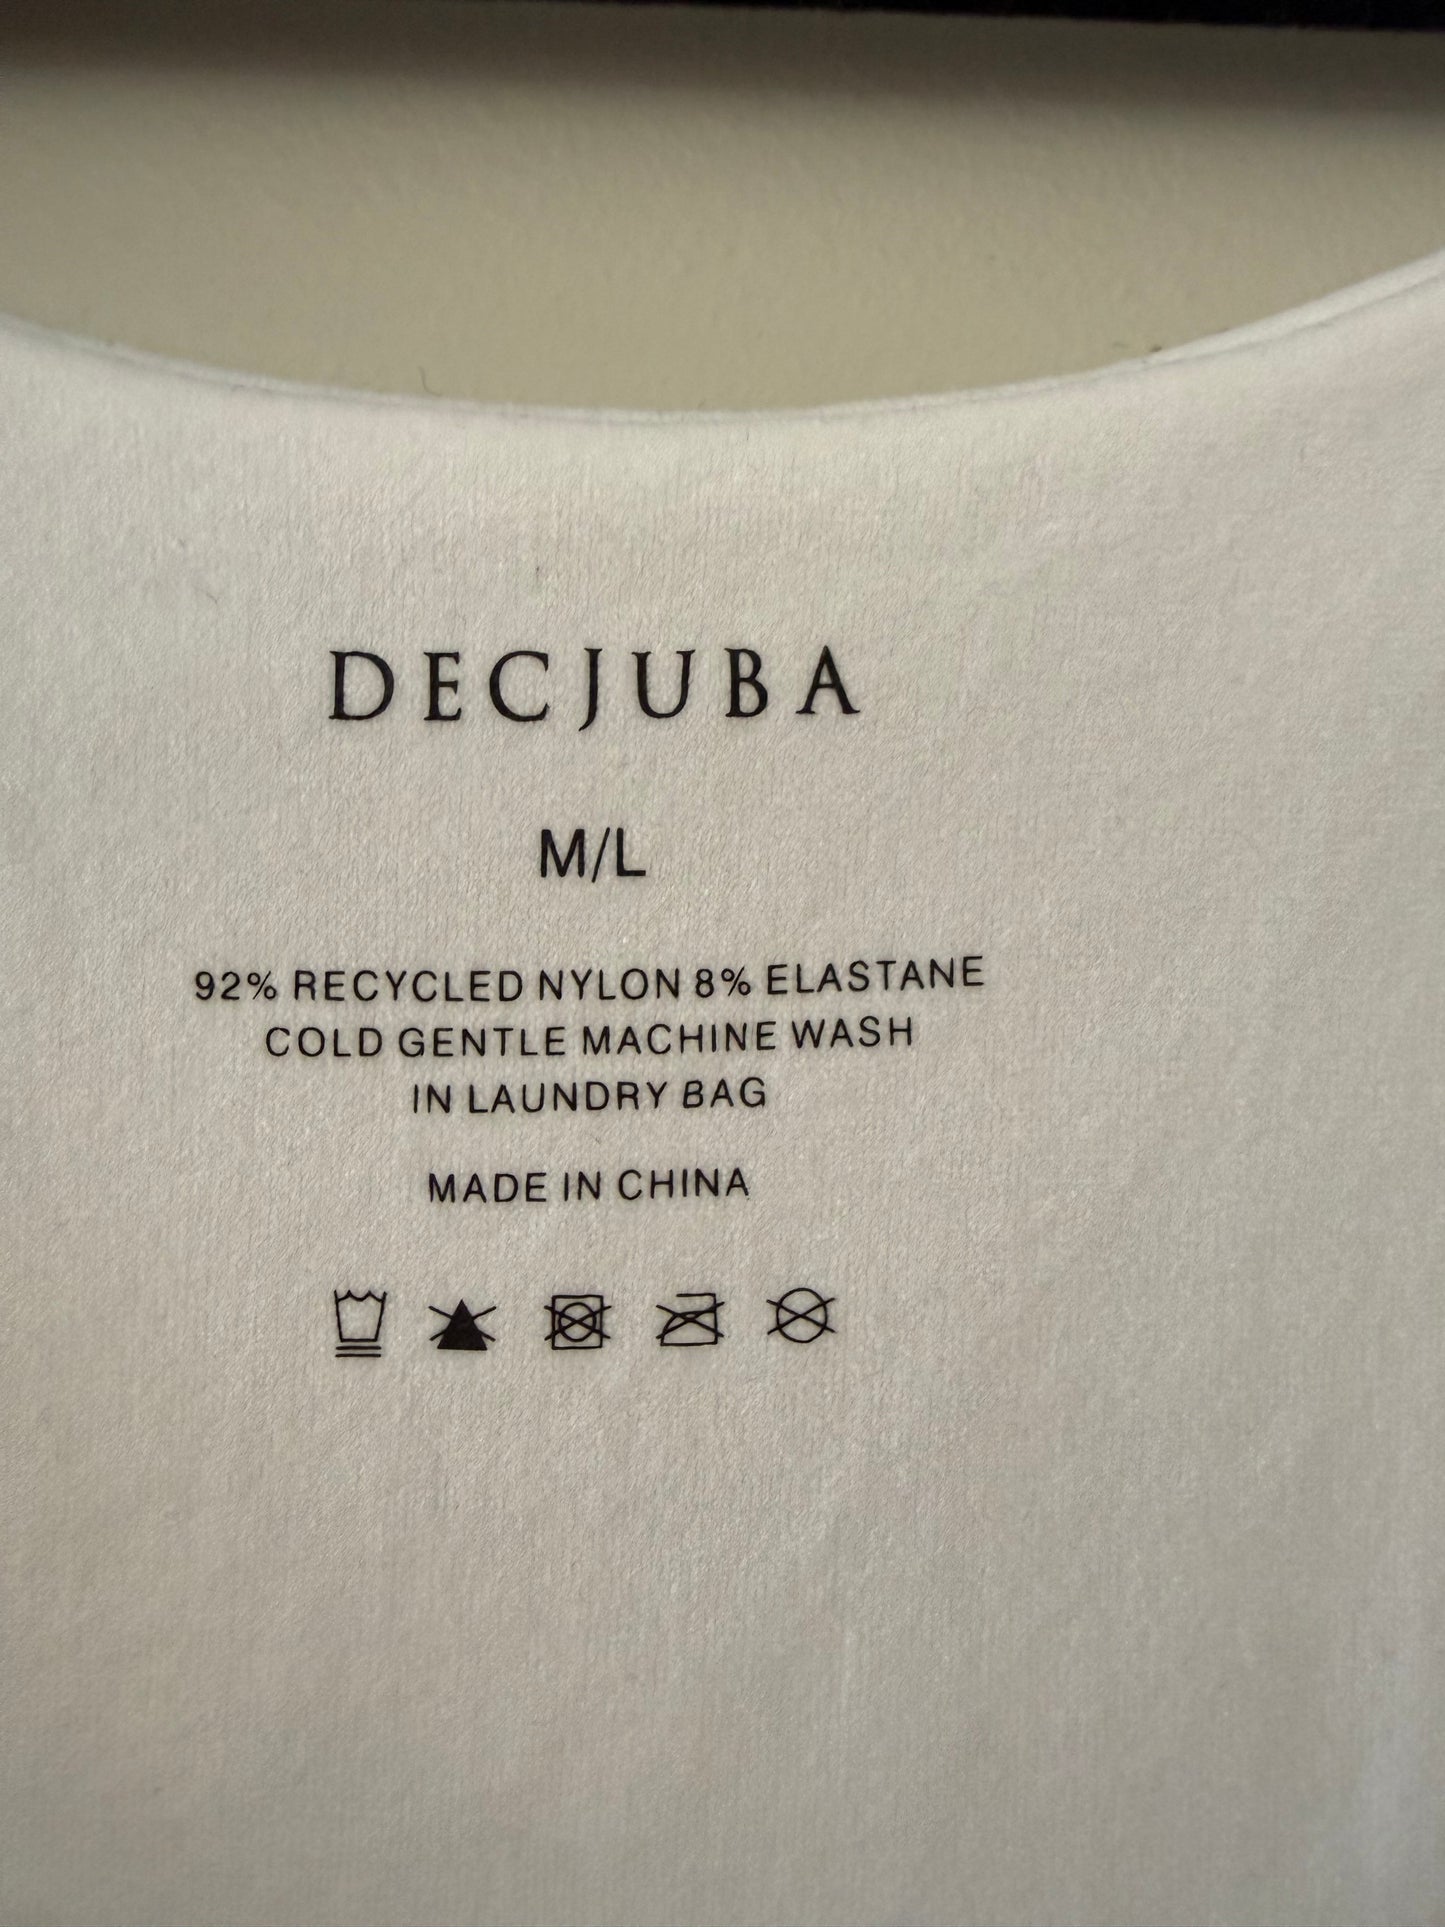 DECJUBA
M/L
92% RECYCLED NYLON 8% ELASTANE
COLD GENTLE MACHINE WASH
IN LAUNDRY BAG
MADE IN CHINA